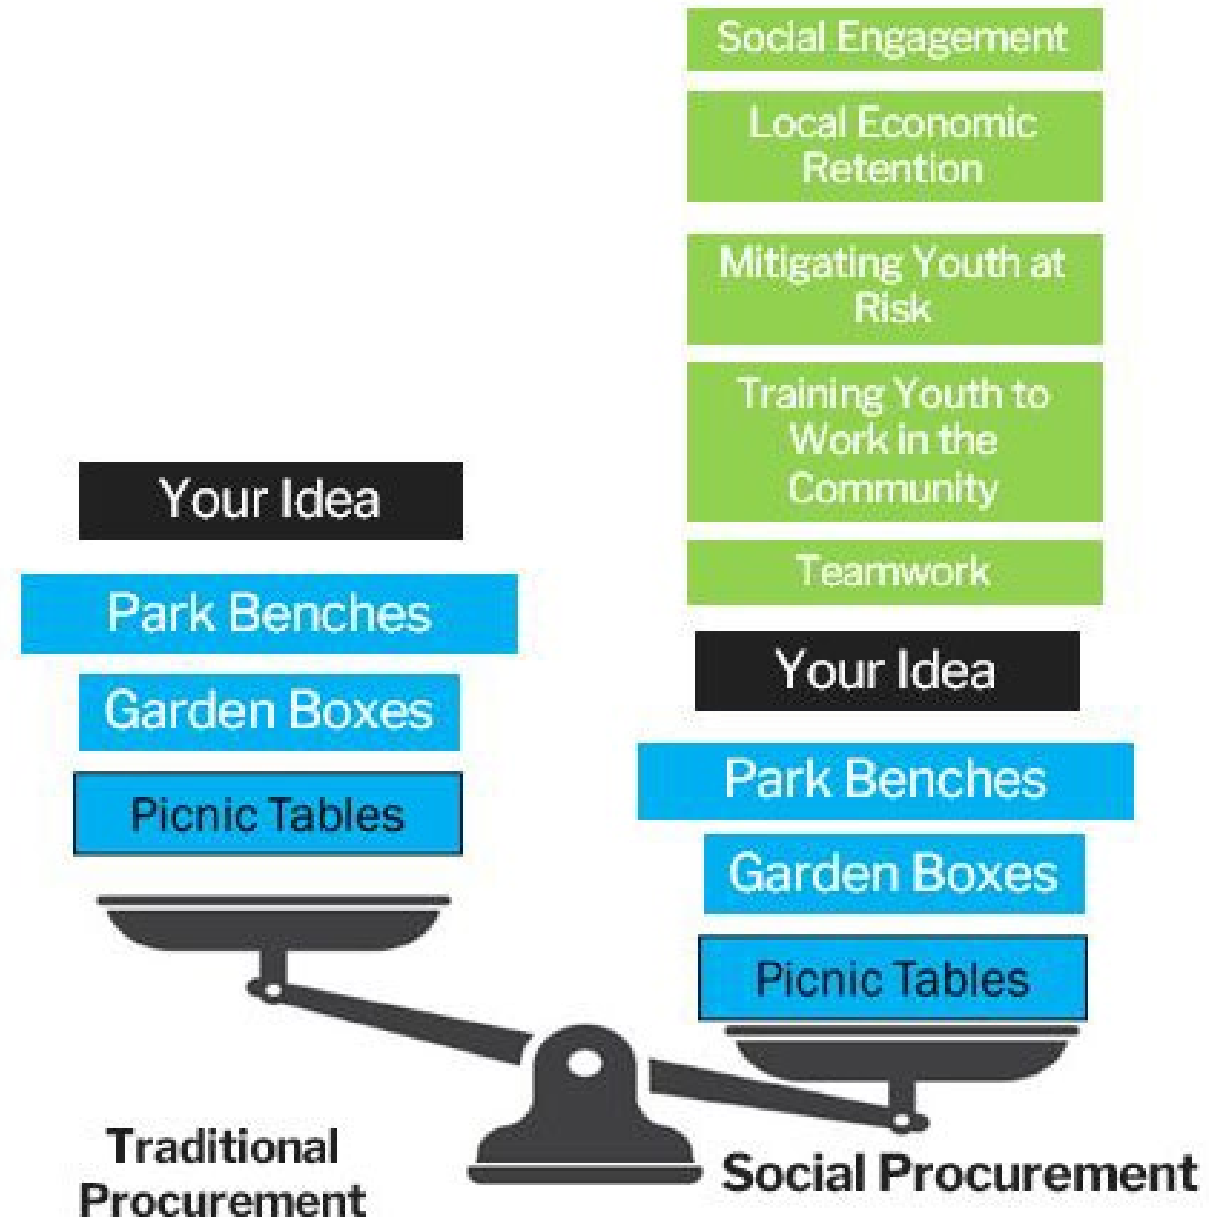 Your Idea
Park Benches
Garden Boxes
Picnic Tables
Traditional
Procurement
Social Engagement
Local Economic
Retention
Mitigating Youth at
Risk
Training Youth to
Work in the
Community
Teamwork
Your Idea
Park Benches
Garden Boxes
Picnic Tables
Social Procurement